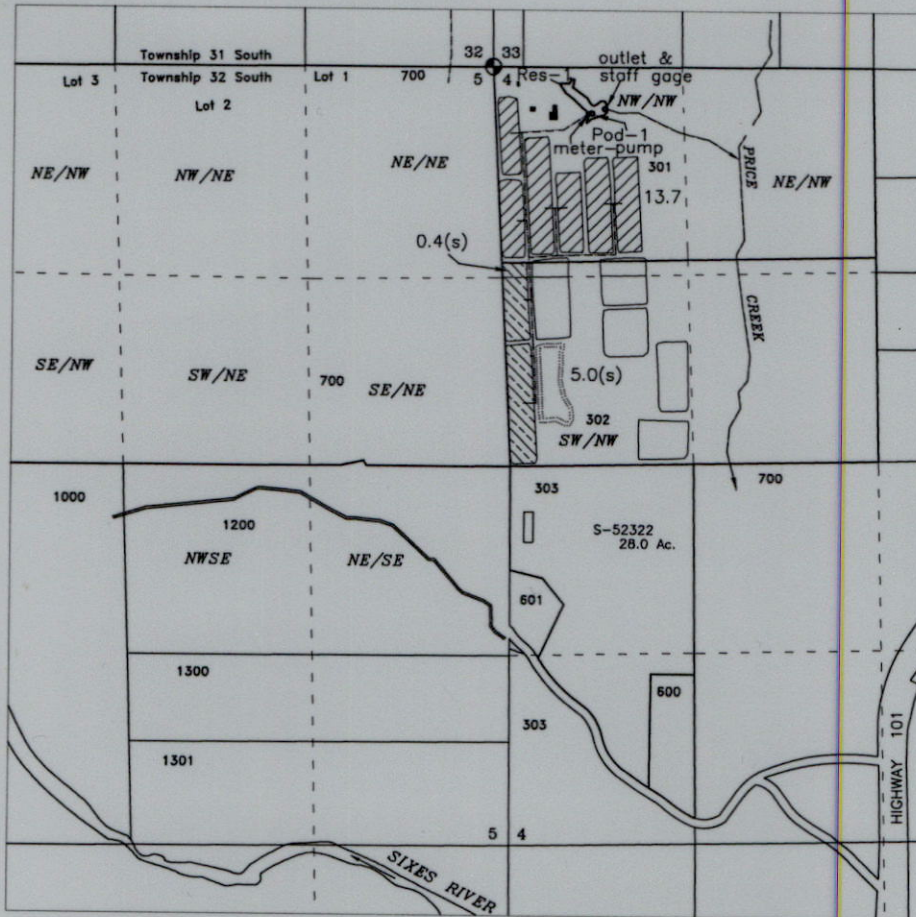 Township 31 South
32 33
outlet &
staff gage
Lot 3
Township 32 South
Lot 1
700
5 4
Res-1
NW/NW
Lot 2
Pod-1
meter-pump
NE/NW
NW/NE
NE/NE
301
13.7
PRICE
NE/NW
0.4(s)
CREEK
SE/NW
SW/NE
700
SE/NE
5.0(s)
302
SW/NW
1000
303
700
1200
S-52322
28.0 Ac.
NWSE
NE/SE
601
1300
600
303
HIGHWAY 101
1301
5 4
SIXES RIVER